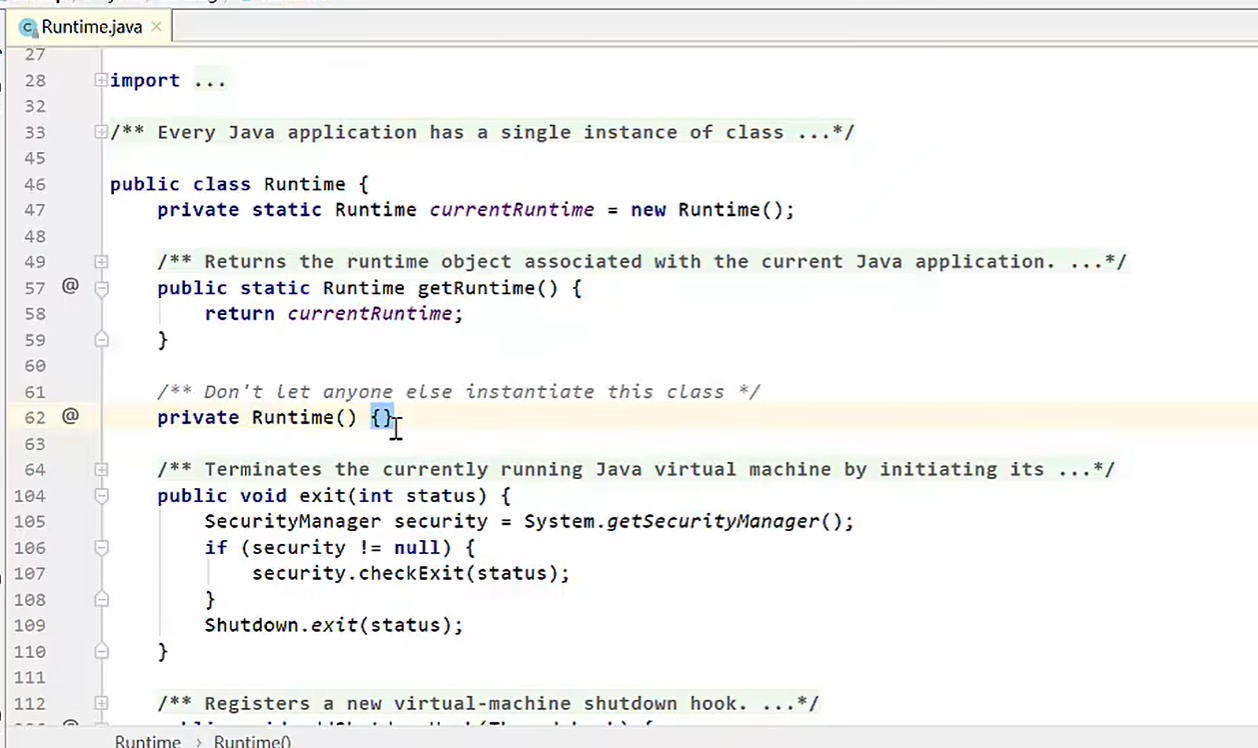 Runtime.java
27
28 import ...
32
33 /** Every Java application has a single instance of class ...*/
45
46 public class Runtime {
47 private static Runtime currentRuntime = new Runtime();
48
49 /** Returns the runtime object associated with the current Java application. ...*/
57 @ public static Runtime getRuntime() {
58 return currentRuntime;
59 }
60
61 /** Don't let anyone else instantiate this class */
62 @ private Runtime() {}
63
64 /** Terminates the currently running Java virtual machine by initiating its ...*/
104 public void exit(int status) {
105 SecurityManager security = System.getSecurityManager();
106 if (security != null) {
107 security.checkExit(status);
108 }
109 Shutdown.exit(status);
110 }
111
112 /** Registers a new virtual-machine shutdown hook. ...*/
Runtime › Runtime()